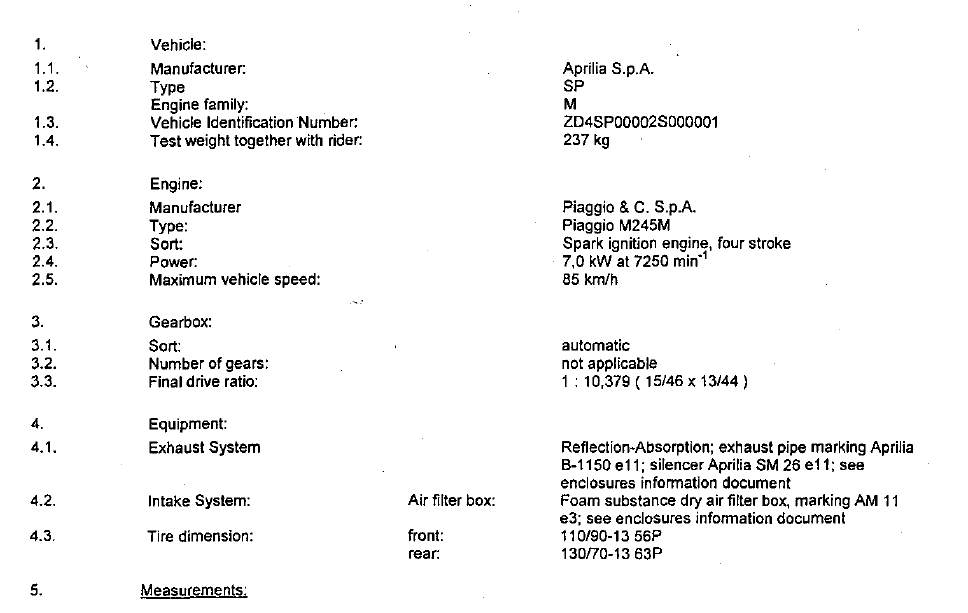 1. Vehicle:
1.1. Manufacturer: Aprilia S.p.A.
1.2. Type SP
Engine family: M
1.3. Vehicle Identification Number: ZD4SP00002S000001
1.4. Test weight together with rider: 237 kg
2. Engine:
2.1. Manufacturer Piaggio & C. S.p.A.
2.2. Type: Piaggio M245M
2.3. Sort: Spark ignition engine, four stroke
2.4. Power: 7,0 kW at 7250 min⁻¹
2.5. Maximum vehicle speed: 85 km/h
3. Gearbox:
3.1. Sort: automatic
3.2. Number of gears: not applicable
3.3. Final drive ratio: 1 : 10,379 ( 15/46 x 13/44 )
4. Equipment:
4.1. Exhaust System Reflection-Absorption; exhaust pipe marking Aprilia
B-1150 e11; silencer Aprilia SM 26 e11; see
enclosures information document
4.2. Intake System: Air filter box: Foam substance dry air filter box, marking AM 11
e3; see enclosures information document
4.3. Tire dimension: front: 110/90-13 56P
rear: 130/70-13 63P
5. Measurements: